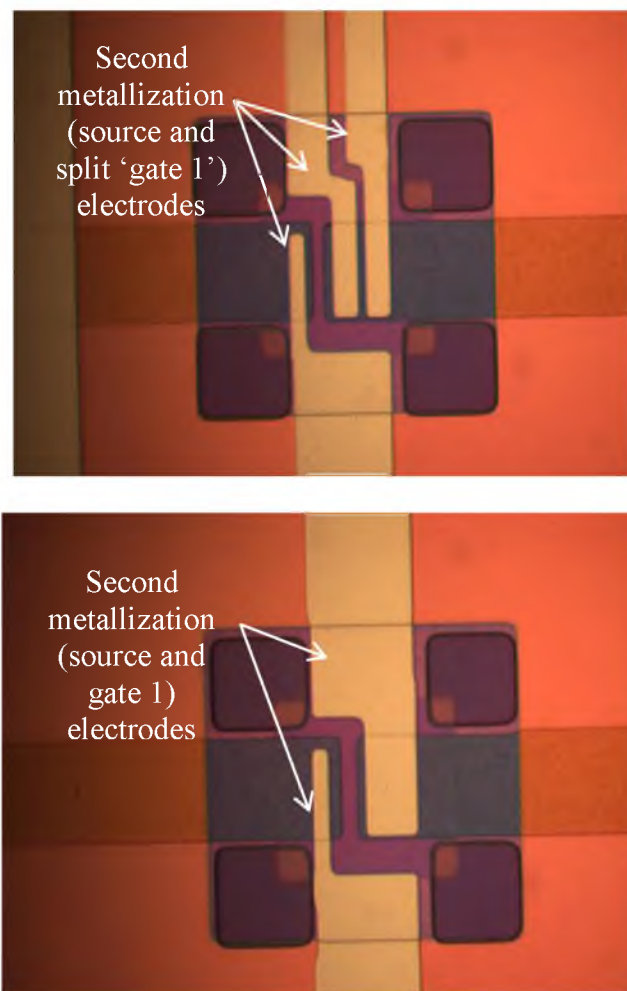 Second
metallization
(source and
split ‘gate 1’)
electrodes
Second
metallization
(source and
gate 1)
electrodes